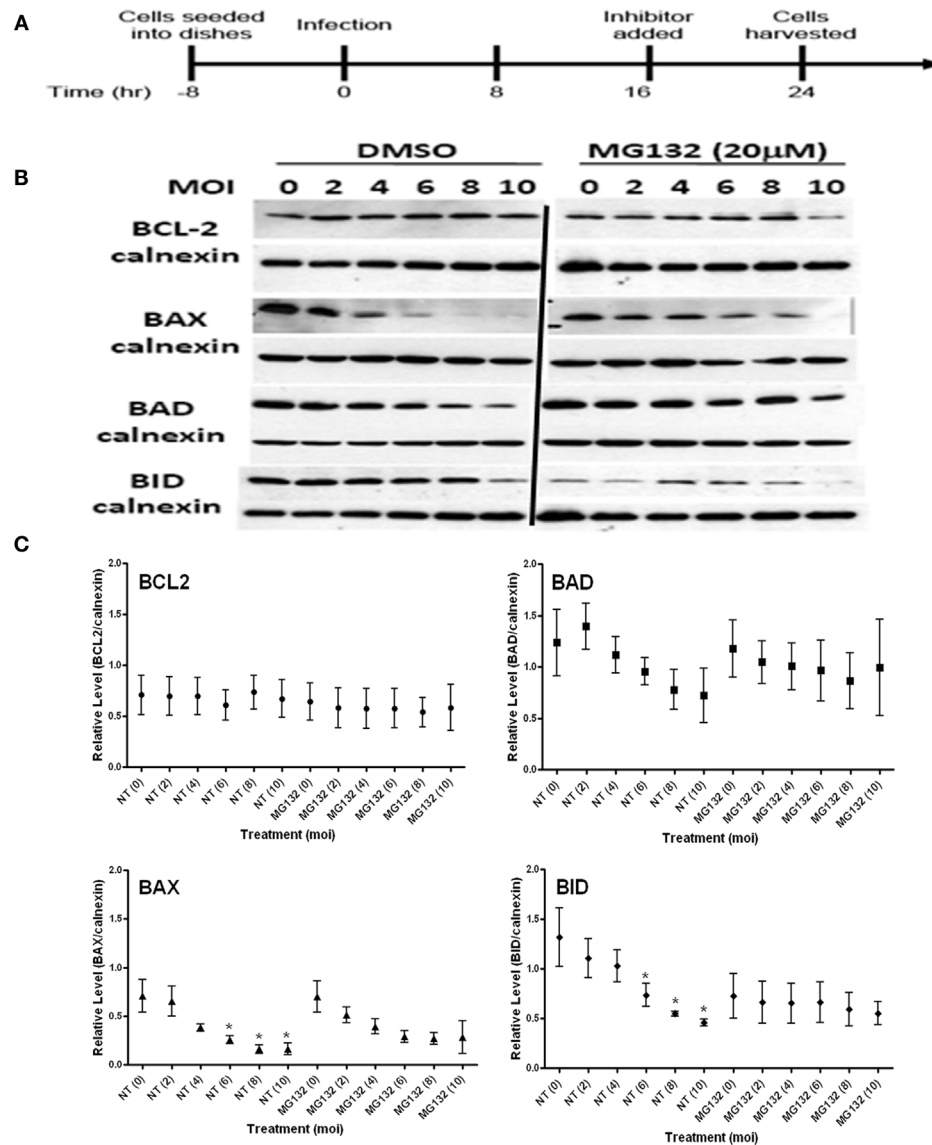 A
Cells seeded into dishes
Infection
Inhibitor added
Cells harvested
Time (hr) -8 0 8 16 24
B
DMSO MG132 (20μM)
MOI 0 2 4 6 8 10 0 2 4 6 8 10
BCL-2
calnexin
BAX
calnexin
BAD
calnexin
BID
calnexin
C
BCL2
Relative Level (BCL2/calnexin)
2.0
1.5
1.0
0.5
0.0
NT (0) NT (2) NT (4) NT (6) NT (8) NT (10) MG132 (0) MG132 (2) MG132 (4) MG132 (6) MG132 (8) MG132 (10)
Treatment (moi)
BAD
Relative Level (BAD/calnexin)
2.0
1.5
1.0
0.5
0.0
NT (0) NT (2) NT (4) NT (6) NT (8) NT (10) MG132 (0) MG132 (2) MG132 (4) MG132 (6) MG132 (8) MG132 (10)
Treatment (moi)
BAX
Relative Level (BAX/calnexin)
2.0
1.5
1.0
0.5
0.0
* * *
NT (0) NT (2) NT (4) NT (6) NT (8) NT (10) MG132 (0) MG132 (2) MG132 (4) MG132 (6) MG132 (8) MG132 (10)
Treatment (moi)
BID
Relative Level (BID/calnexin)
2.0
1.5
1.0
0.5
0.0
* * *
NT (0) NT (2) NT (4) NT (6) NT (8) NT (10) MG132 (0) MG132 (2) MG132 (4) MG132 (6) MG132 (8) MG132 (10)
Treatment (moi)